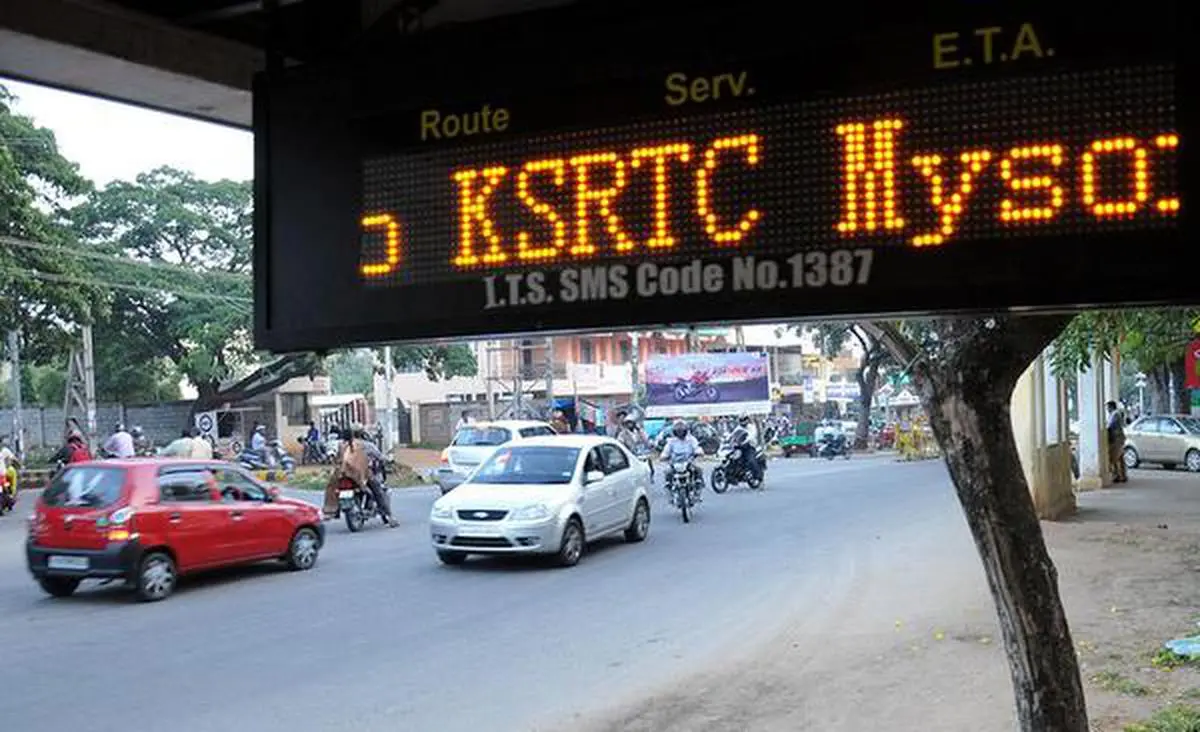 Route Serv. E.T.A.
KSRTC Myso
I.T.S. SMS Code No.1387